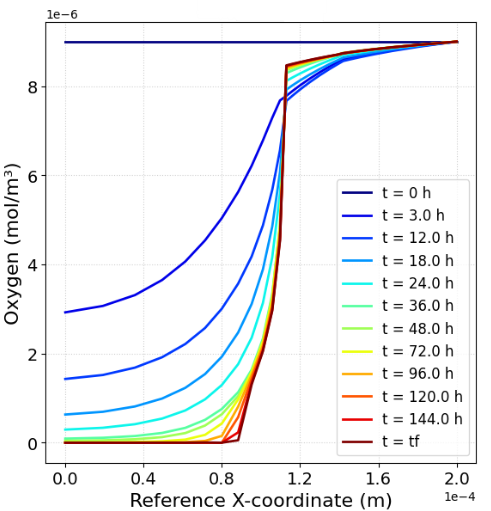 1e−6
Oxygen (mol/m³)
8
6
4
2
0
t = 0 h
t = 3.0 h
t = 12.0 h
t = 18.0 h
t = 24.0 h
t = 36.0 h
t = 48.0 h
t = 72.0 h
t = 96.0 h
t = 120.0 h
t = 144.0 h
t = tf
0.0 0.4 0.8 1.2 1.6 2.0
Reference X-coordinate (m)
1e−4